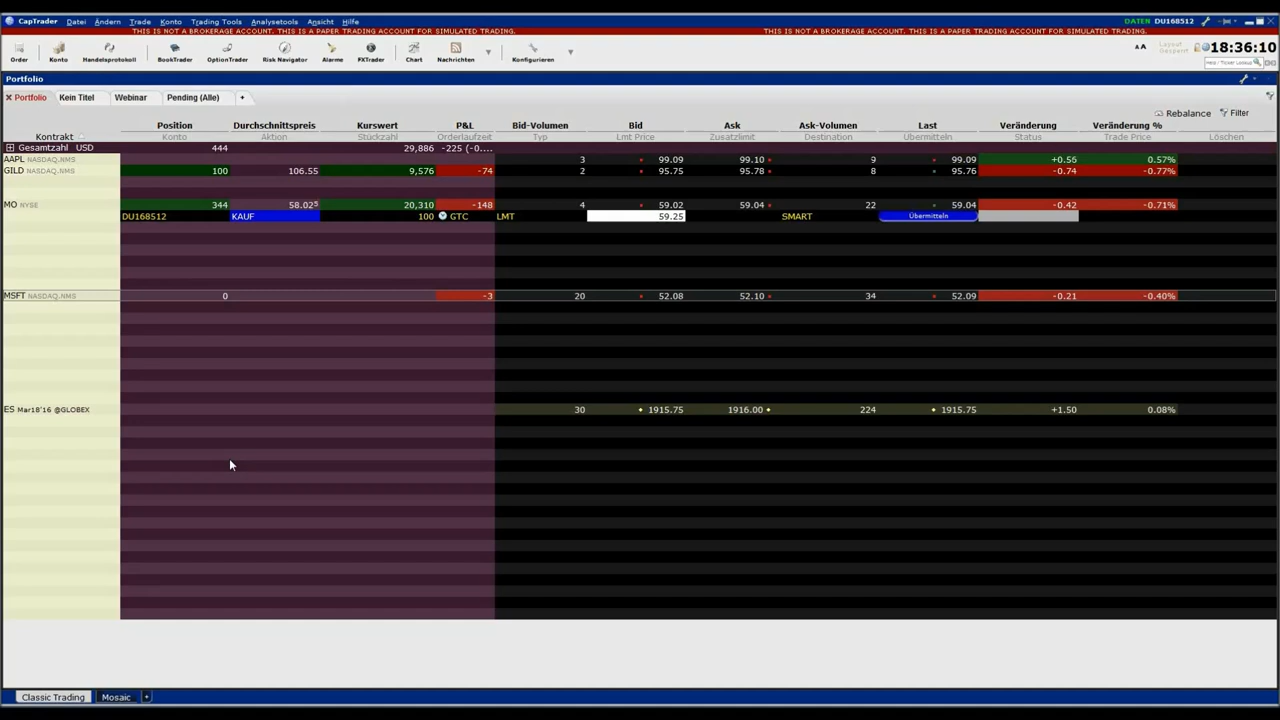 CapTrader Datei Ändern Trade Konto Trading Tools Analysetools Ansicht Hilfe DATEN DU168512
THIS IS NOT A BROKERAGE ACCOUNT. THIS IS A PAPER TRADING ACCOUNT FOR SIMULATED TRADING. THIS IS NOT A BROKERAGE ACCOUNT. THIS IS A PAPER TRADING ACCOUNT FOR SIMULATED TRADING.
Order Konto Handelsprotokoll BookTrader OptionTrader Risk Navigator Alarme FXTrader Chart Nachrichten Konfigurieren AA Layout Gesperrt 18:36:10
Portfolio
Portfolio Kein Titel Webinar Pending (Alle) +
Rebalance Filter
Position Durchschnittspreis Kurswert P&L Bid-Volumen Bid Ask Ask-Volumen Last Veränderung Veränderung %
Kontrakt Konto Aktion Stückzahl Orderlaufzeit Typ Lmt Price Zusatzlimit Destination Übermitteln Status Trade Price Löschen
Gesamtzahl USD 444 29,886 -225 (-0....
AAPL NASDAQ.NMS 3 99.09 99.10 9 99.09 +0.56 0.57%
GILD NASDAQ.NMS 100 106.55 9,576 -74 2 95.75 95.78 8 95.76 -0.74 -0.77%
MO NYSE 344 58.02⁵ 20,310 -148 4 59.02 59.04 22 59.04 -0.42 -0.71%
DU168512 KAUF 100 GTC LMT 59.25 SMART Übermitteln
MSFT NASDAQ.NMS 0 -3 20 52.08 52.10 34 52.09 -0.21 -0.40%
ES Mar18'16 @GLOBEX 30 1915.75 1916.00 224 1915.75 +1.50 0.08%
Classic Trading Mosaic +